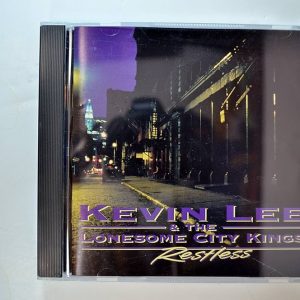 KEVIN LEE
& THE
LONESOME CITY KINGS
Restless